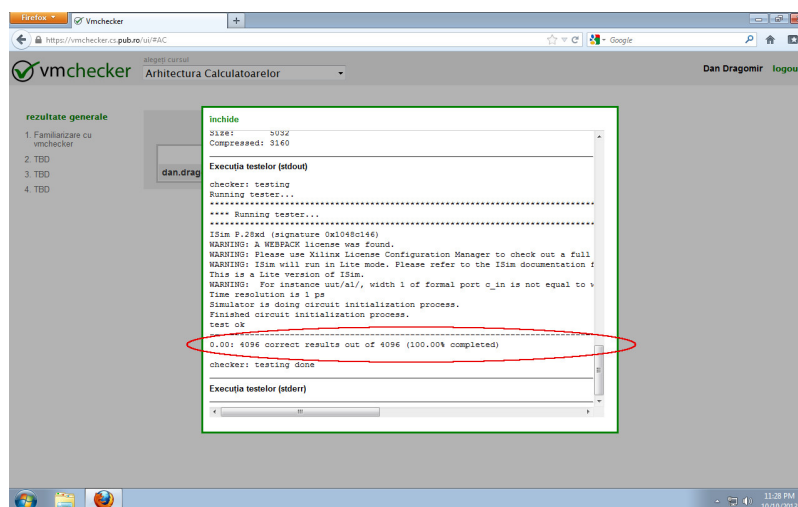 Firefox
Vmchecker
+
https://vmchecker.cs.pub.ro/ui/#AC
Google
vmchecker
alegeți cursul
Arhitectura Calculatoarelor
Dan Dragomir
logou
rezultate generale
1. Familiarizare cu
vmchecker
2. TBD
3. TBD
4. TBD
dan.drag
inchide
Size: 5032
Compressed: 3160
Execuția testelor (stdout)
checker: testing
Running tester...
**** Running tester...
ISim P.28xd (signature 0x1048c146)
WARNING: A WEBPACK license was found.
WARNING: Please use Xilinx License Configuration Manager to check out a full
WARNING: ISim will run in Lite mode. Please refer to the ISim documentation f
This is a Lite version of ISim.
WARNING: For instance uut/a1/, width 1 of formal port c_in is not equal to w
Time resolution is 1 ps
Simulator is doing circuit initialization process.
Finished circuit initialization process.
test ok
0.00: 4096 correct results out of 4096 (100.00% completed)
checker: testing done
Execuția testelor (stderr)
11:28 PM